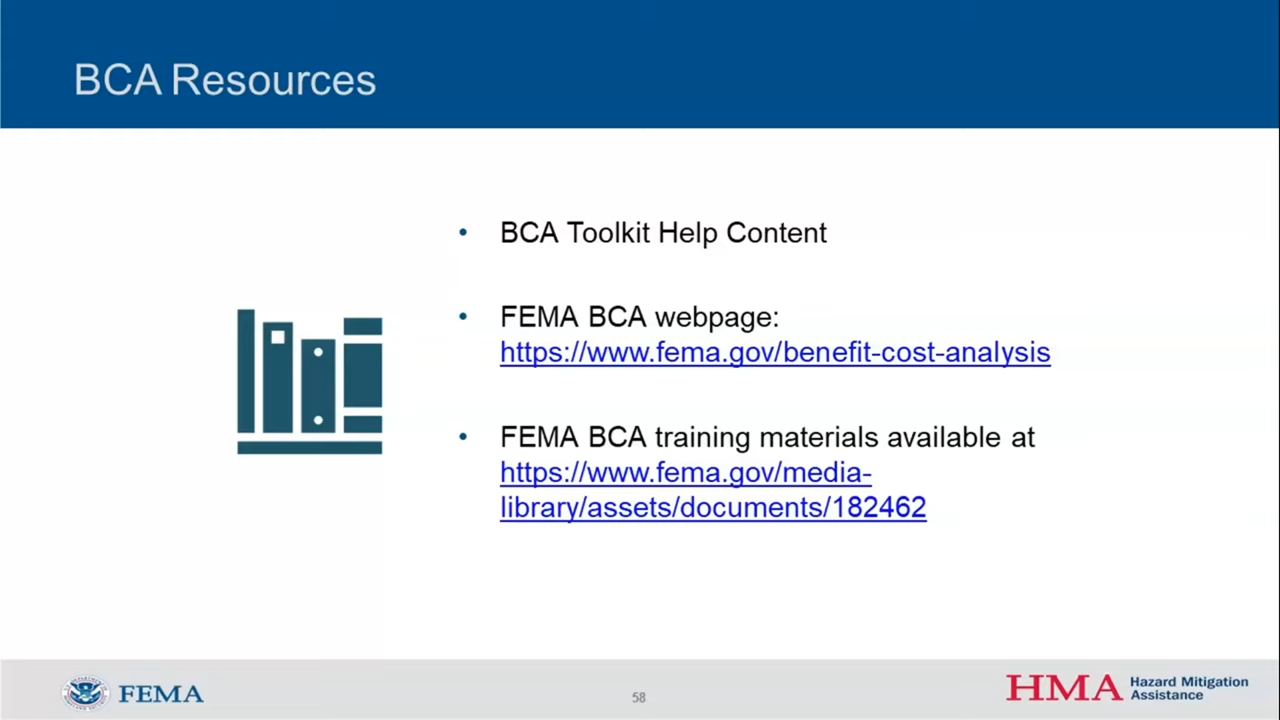 BCA Resources
• BCA Toolkit Help Content
• FEMA BCA webpage:
https://www.fema.gov/benefit-cost-analysis
• FEMA BCA training materials available at
https://www.fema.gov/media-
library/assets/documents/182462
FEMA
58
HMA Hazard Mitigation
Assistance